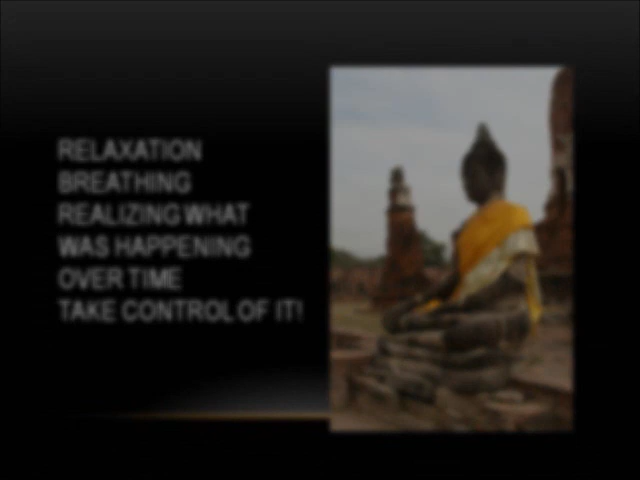 RELAXATION
BREATHING
REALIZING WHAT
WAS HAPPENING
OVER TIME
TAKE CONTROL OF IT!